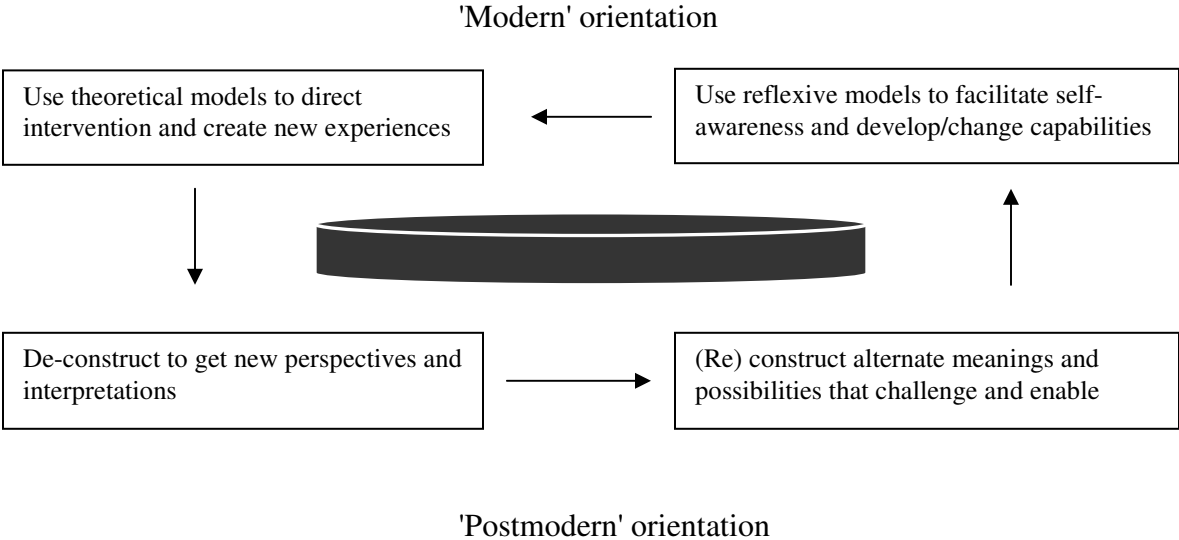 'Modern' orientation
Use theoretical models to direct
intervention and create new experiences
Use reflexive models to facilitate self-
awareness and develop/change capabilities
De-construct to get new perspectives and
interpretations
(Re) construct alternate meanings and
possibilities that challenge and enable
'Postmodern' orientation